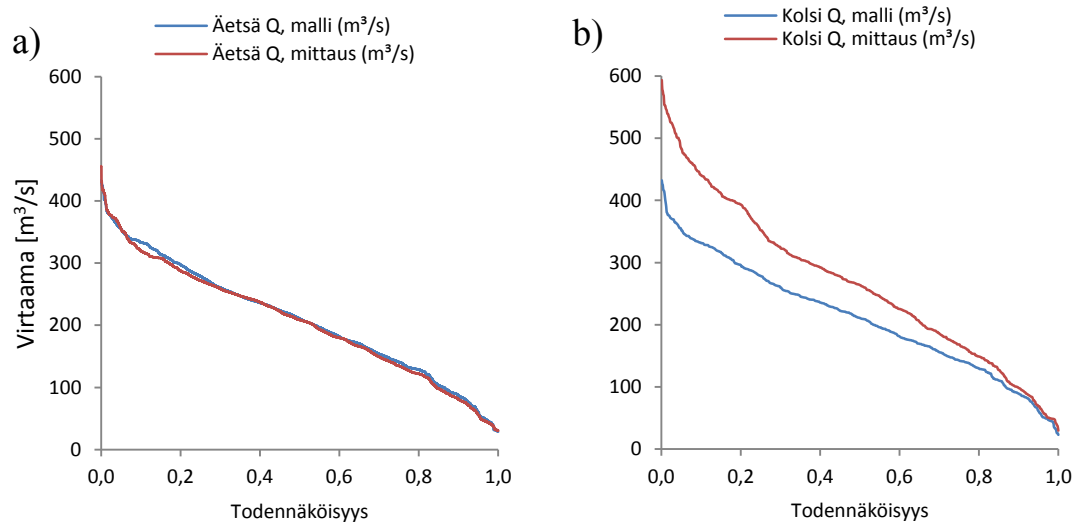 a)
Äetsä Q, malli (m³/s)
Äetsä Q, mittaus (m³/s)
Virtaama [m³/s]
600
500
400
300
200
100
0
0,0 0,2 0,4 0,6 0,8 1,0
Todennäköisyys
b)
Kolsi Q, malli (m³/s)
Kolsi Q, mittaus (m³/s)
600
500
400
300
200
100
0
0,0 0,2 0,4 0,6 0,8 1,0
Todennäköisyys